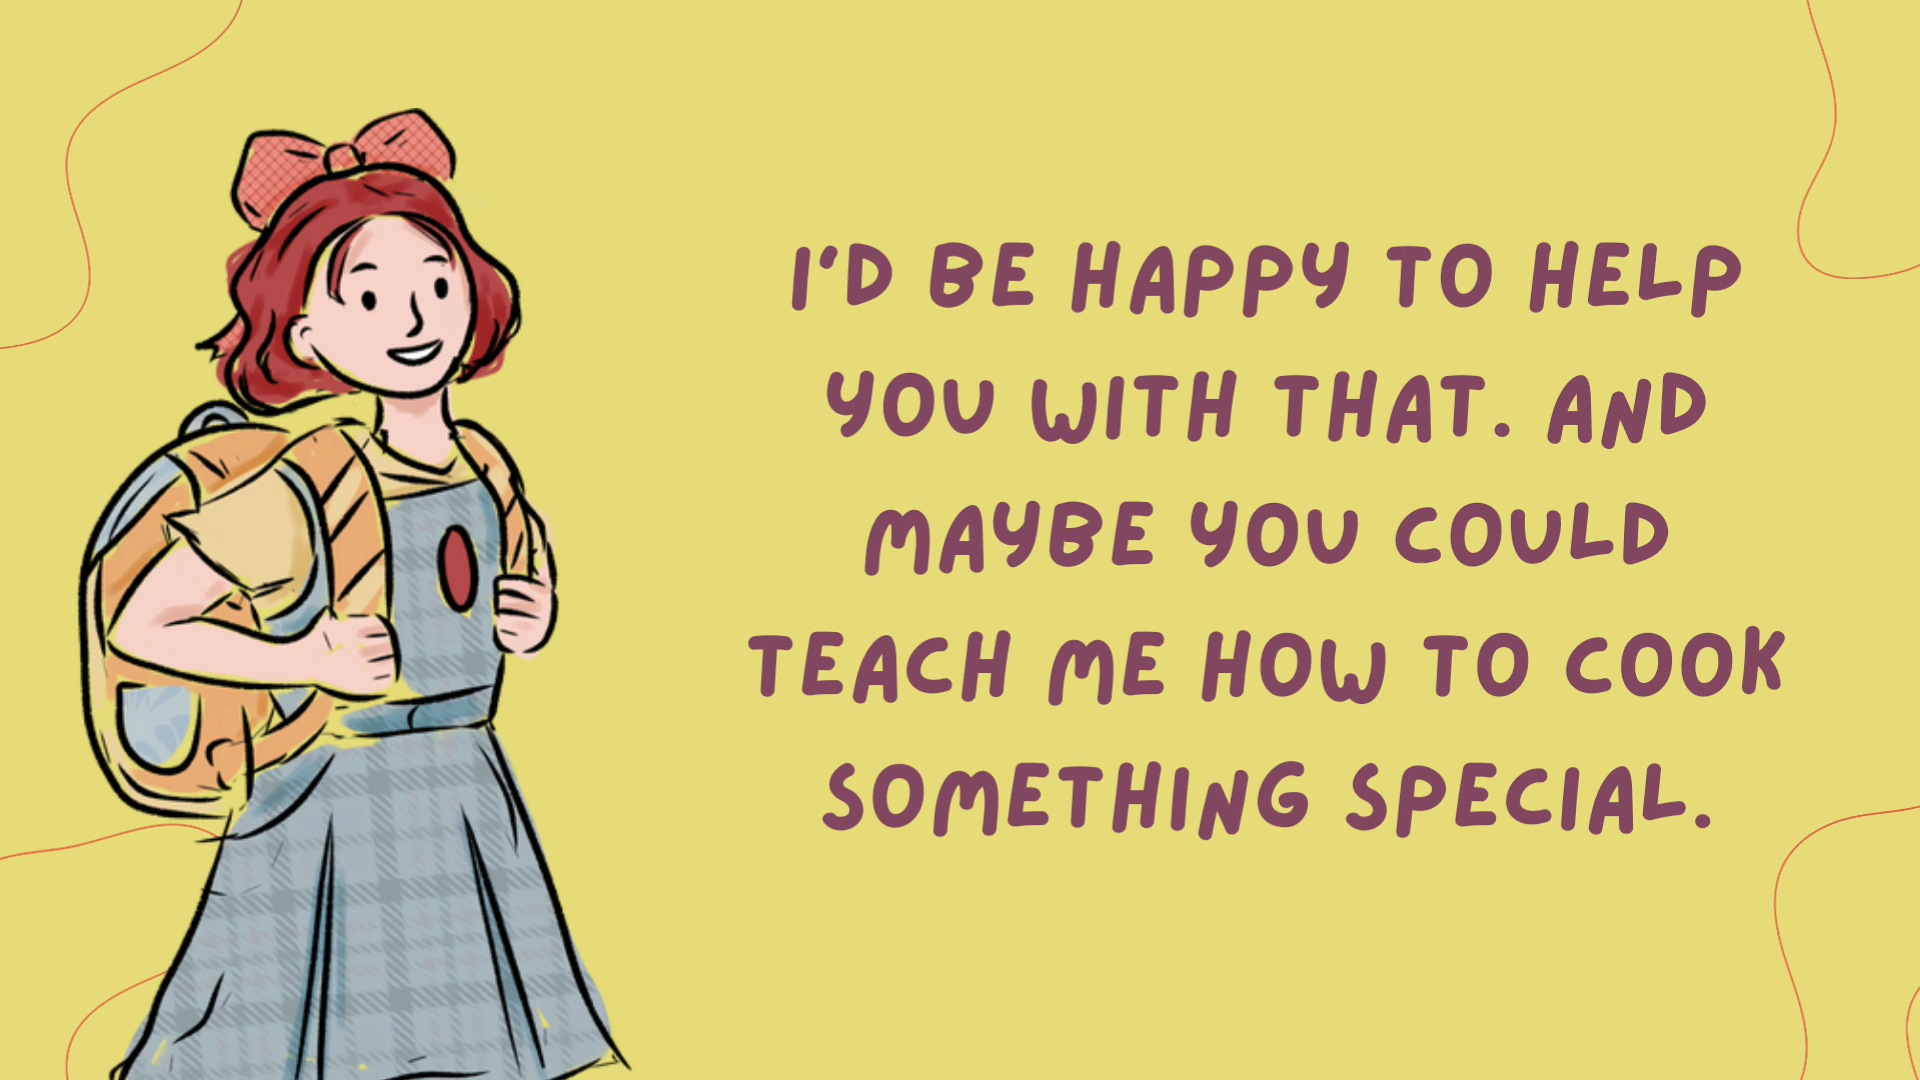 I'D BE HAPPY TO HELP
YOU WITH THAT. AND
MAYBE YOU COULD
TEACH ME HOW TO COOK
SOMETHING SPECIAL.